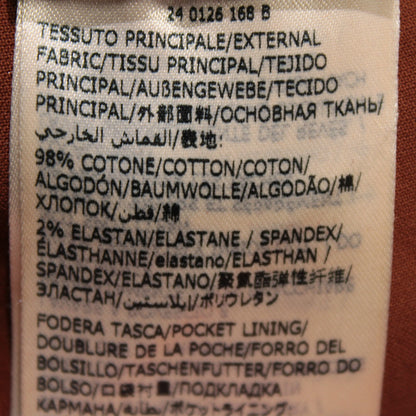 24 0126 168 B
TESSUTO PRINCIPALE/EXTERNAL
FABRIC/TISSU PRINCIPAL/TEJIDO
PRINCIPAL/AUßENGEWEBE/TECIDO
PRINCIPAL/外部面料/ОСНОВНАЯ ТКАНЬ/
القماش الخارجي/表地:
98% COTONE/COTTON/COTON/
ALGODÓN/BAUMWOLLE/ALGODÃO/棉/
ХЛОПОК/قطن/綿
2% ELASTAN/ELASTANE / SPANDEX/
ÉLASTHANNE/elastano/ELASTHAN /
SPANDEX/ELASTANO/聚氨酯弹性纤维/
ЭЛАСТАН/إيلاستين/ポリウレタン
FODERA TASCA/POCKET LINING/
DOUBLURE DE LA POCHE/FORRO DEL
BOLSILLO/TASCHENFUTTER/FORRO DO
BOLSO/口袋衬里/ПОДКЛАДКА
КАРМАНА/بطانة/ポケットライニング